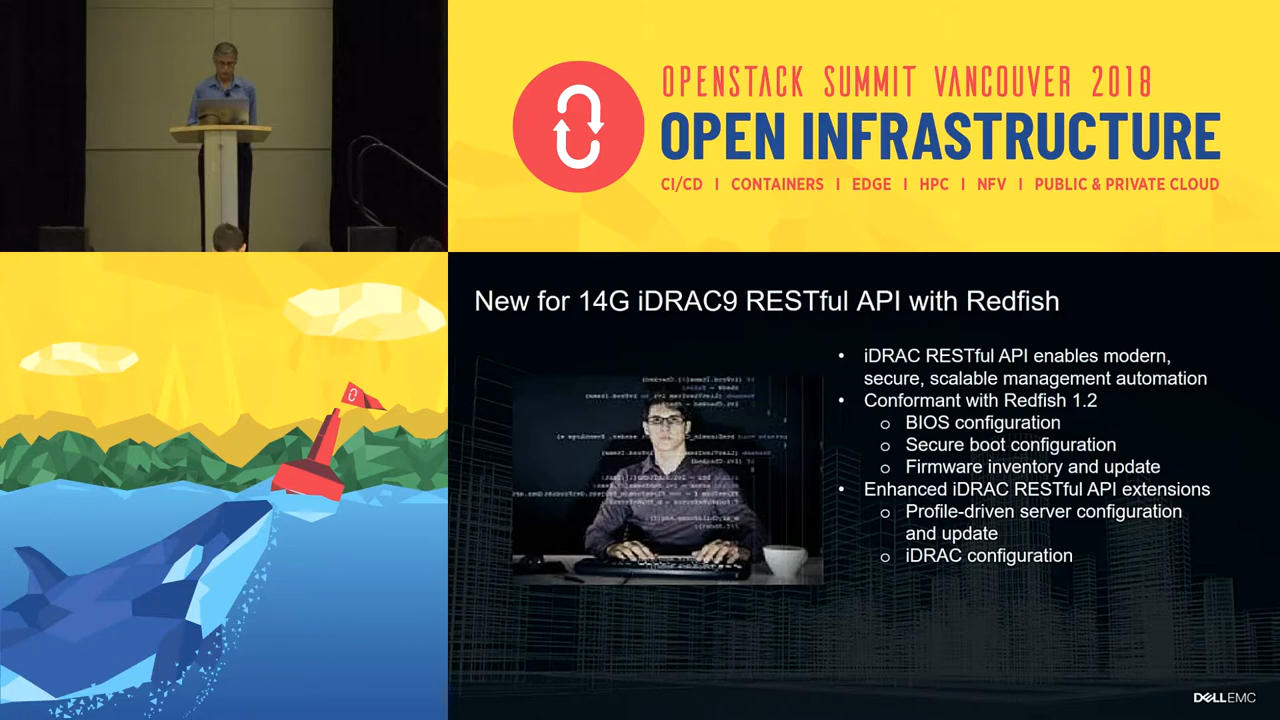 OPENSTACK SUMMIT VANCOUVER 2018
OPEN INFRASTRUCTURE
CI/CD | CONTAINERS | EDGE | HPC | NFV | PUBLIC & PRIVATE CLOUD
New for 14G iDRAC9 RESTful API with Redfish
• iDRAC RESTful API enables modern,
secure, scalable management automation
• Conformant with Redfish 1.2
o BIOS configuration
o Secure boot configuration
o Firmware inventory and update
• Enhanced iDRAC RESTful API extensions
o Profile-driven server configuration
and update
o iDRAC configuration
DELLEMC